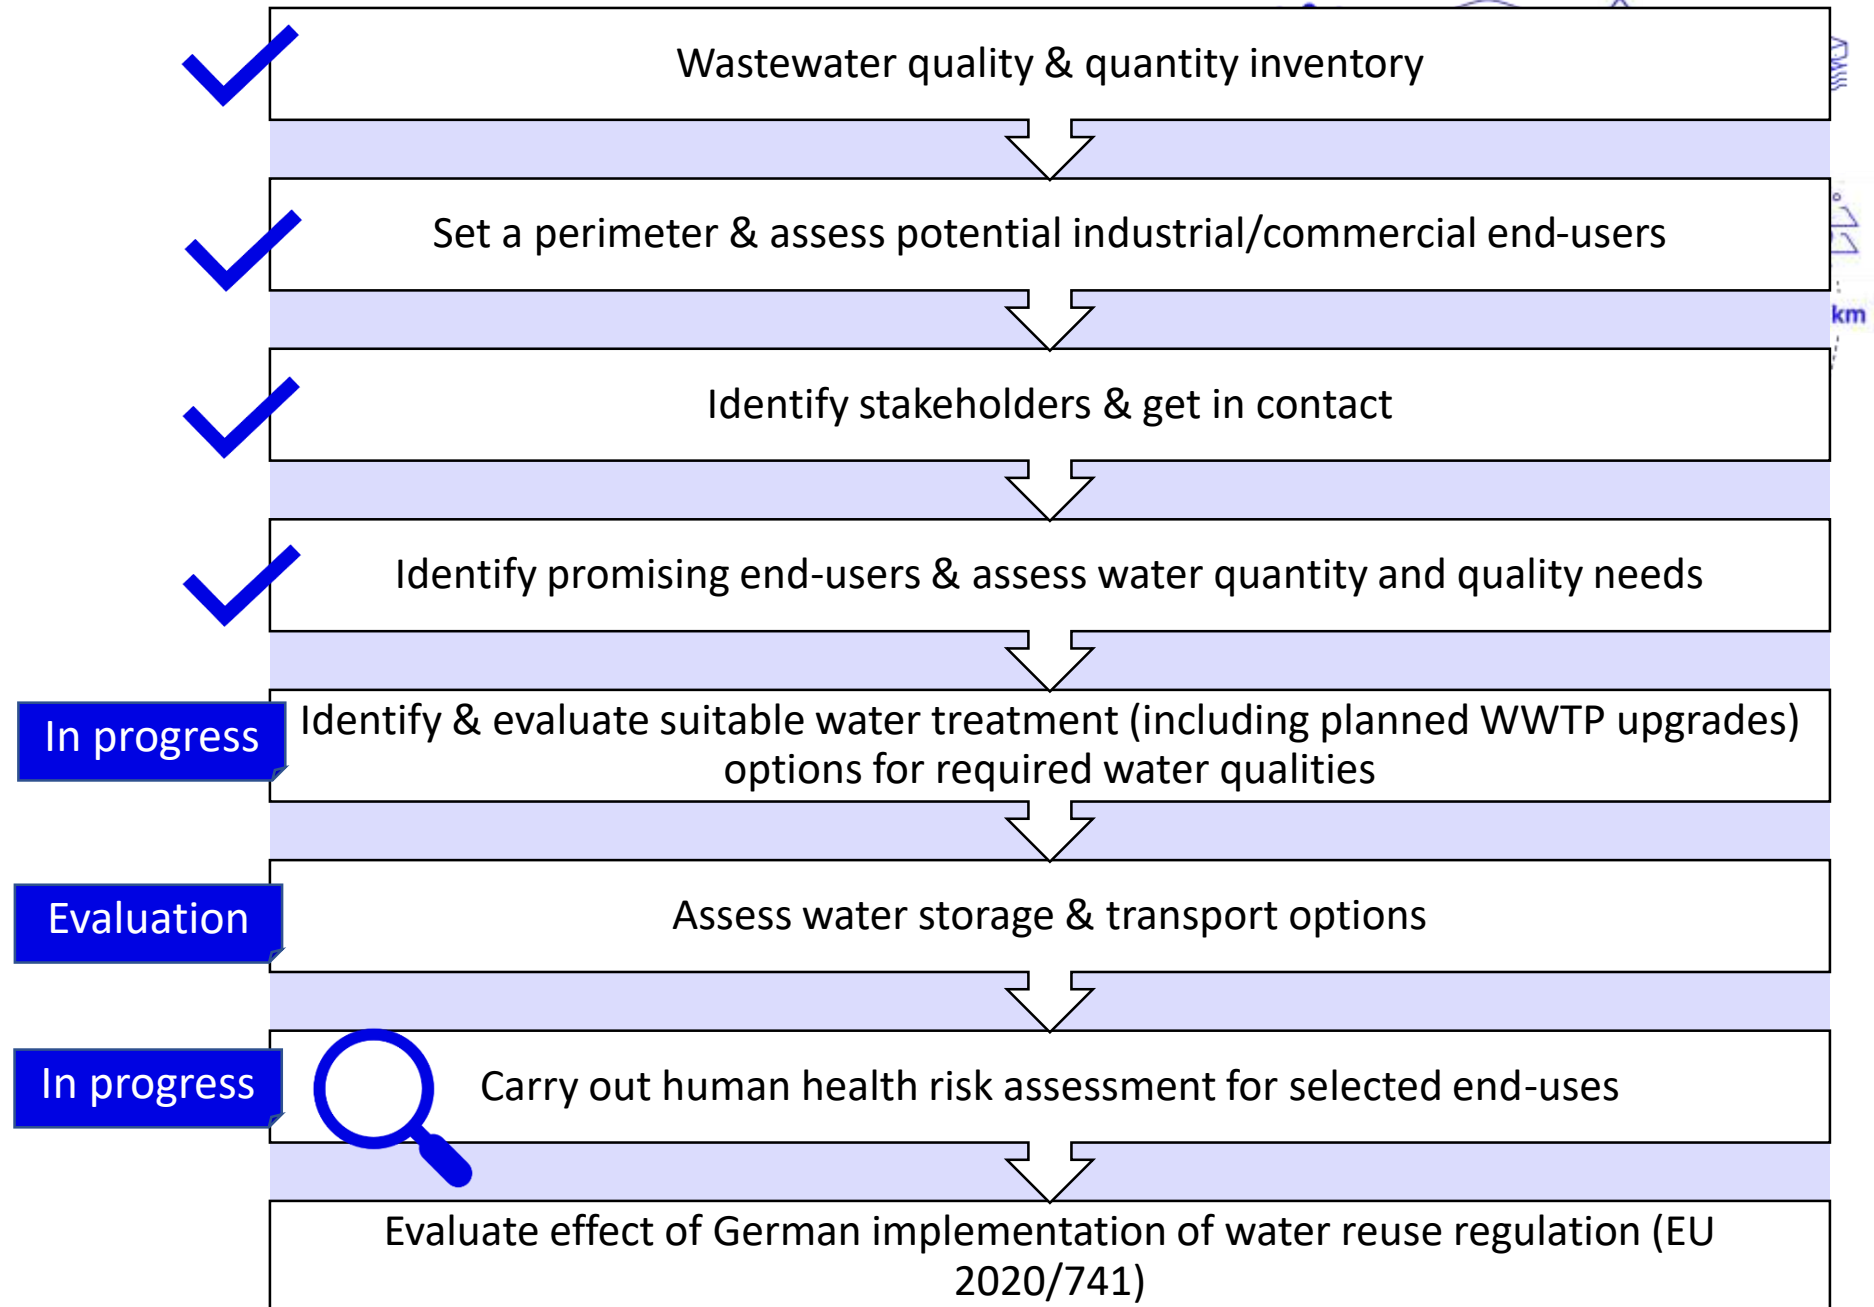 Wastewater quality & quantity inventory
Set a perimeter & assess potential industrial/commercial end-users
km
Identify stakeholders & get in contact
Identify promising end-users & assess water quantity and quality needs
In progress
Identify & evaluate suitable water treatment (including planned WWTP upgrades)
options for required water qualities
Evaluation
Assess water storage & transport options
In progress
Carry out human health risk assessment for selected end-uses
Evaluate effect of German implementation of water reuse regulation (EU
2020/741)